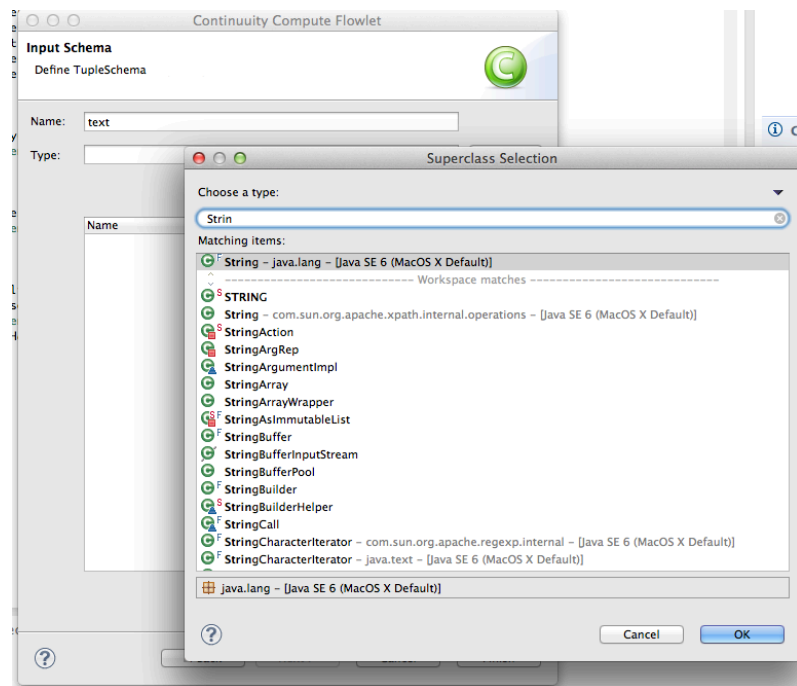 Continuuity Compute Flowlet
Input Schema
Define TupleSchema
Name: text
Type:
Name
Superclass Selection
Choose a type:
Strin
Matching items:
String – java.lang – [Java SE 6 (MacOS X Default)]
Workspace matches
STRING
String – com.sun.org.apache.xpath.internal.operations – [Java SE 6 (MacOS X Default)]
StringAction
StringArgRep
StringArgumentImpl
StringArray
StringArrayWrapper
StringAsImmutableList
StringBuffer
StringBufferInputStream
StringBufferPool
StringBuilder
StringBuilderHelper
StringCall
StringCharacterIterator – com.sun.org.apache.regexp.internal – [Java SE 6 (MacOS X Default)]
StringCharacterIterator – java.text – [Java SE 6 (MacOS X Default)]
java.lang – [Java SE 6 (MacOS X Default)]
Cancel OK